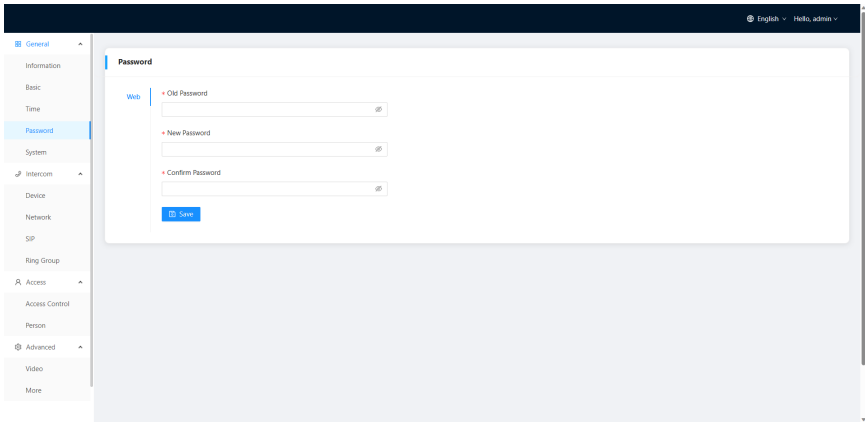 English Hello, admin
General
Information
Basic
Time
Password
System
Intercom
Device
Network
SIP
Ring Group
Access
Access Control
Person
Advanced
Video
More
Password
Web
* Old Password
* New Password
* Confirm Password
Save